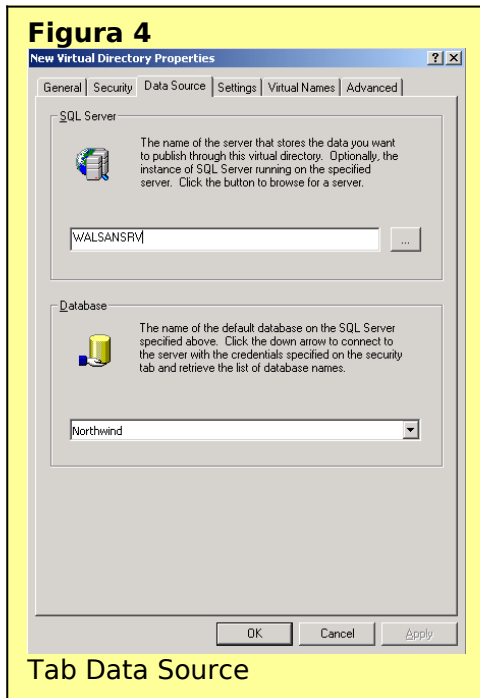 Figura 4
New Virtual Directory Properties
General Security Data Source Settings Virtual Names Advanced
SQL Server
The name of the server that stores the data you want
to publish through this virtual directory. Optionally, the
instance of SQL Server running on the specified
server. Click the button to browse for a server.
WALSANSRV
...
Database
The name of the default database on the SQL Server
specified above. Click the down arrow to connect to
the server with the credentials specified on the security
tab and retrieve the list of database names.
Northwind
OK Cancel Apply
Tab Data Source